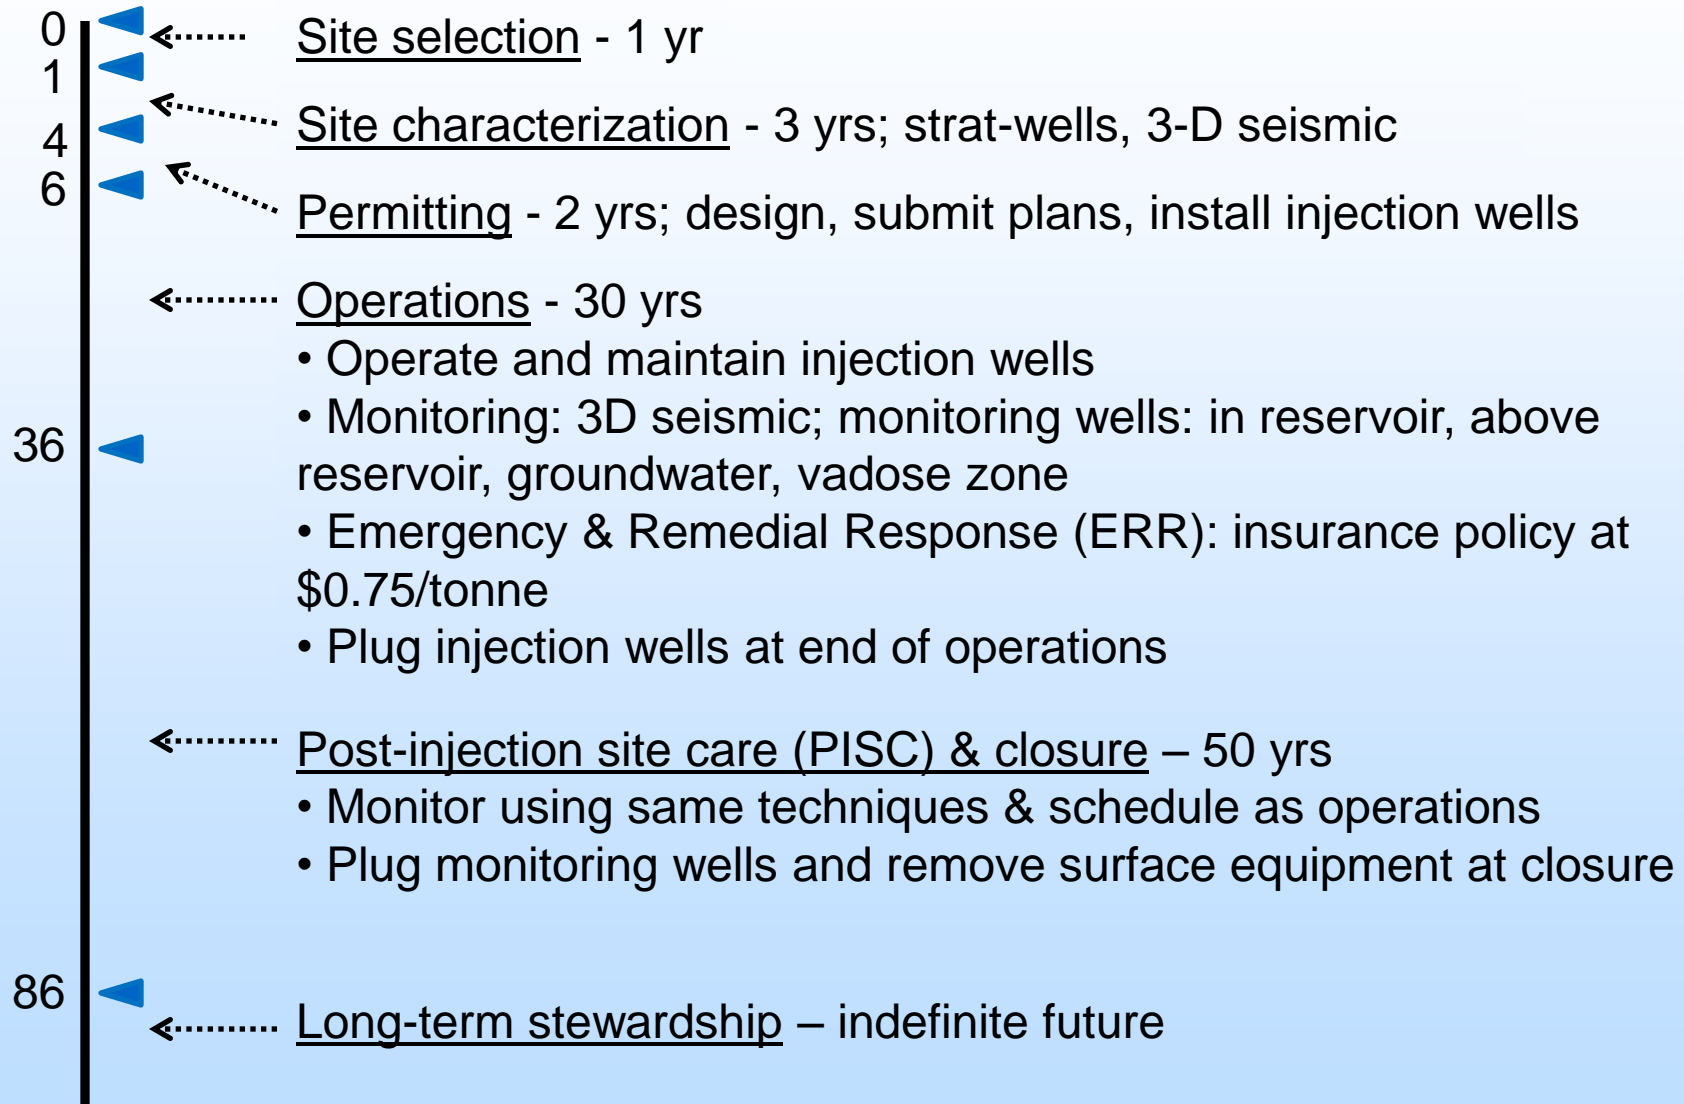 0
Site selection - 1 yr
1
Site characterization - 3 yrs; strat-wells, 3-D seismic
4
6
Permitting - 2 yrs; design, submit plans, install injection wells
Operations - 30 yrs
• Operate and maintain injection wells
• Monitoring: 3D seismic; monitoring wells: in reservoir, above
36
reservoir, groundwater, vadose zone
• Emergency & Remedial Response (ERR): insurance policy at
$0.75/tonne
• Plug injection wells at end of operations
Post-injection site care (PISC) & closure – 50 yrs
• Monitor using same techniques & schedule as operations
• Plug monitoring wells and remove surface equipment at closure
86
Long-term stewardship – indefinite future